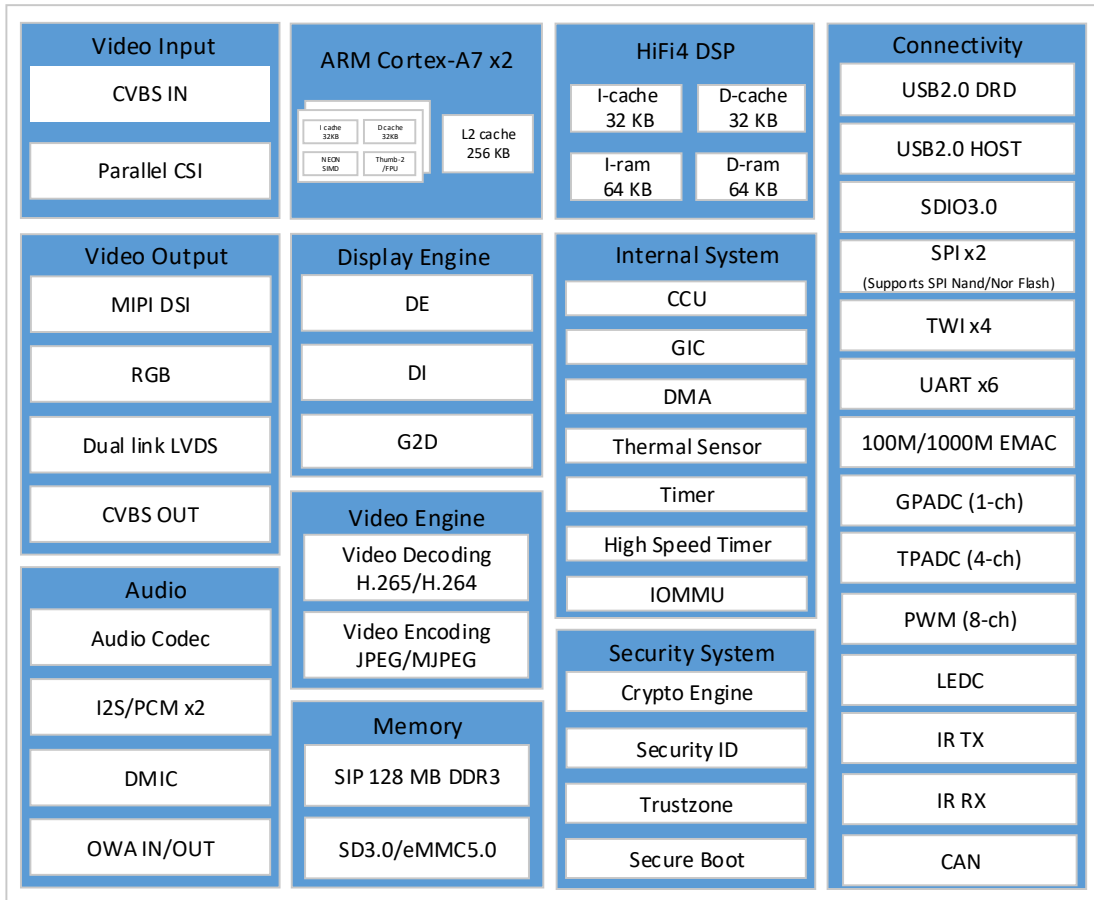 Video Input
CVBS IN
Parallel CSI
ARM Cortex-A7 x2
I cache
32KB
Dcache
32KB
NEON
SIMD
Thumb-2
/FPU
L2 cache
256 KB
HiFi4 DSP
I-cache
32 KB
D-cache
32 KB
I-ram
64 KB
D-ram
64 KB
Connectivity
USB2.0 DRD
USB2.0 HOST
SDIO3.0
SPI x2
(Supports SPI Nand/Nor Flash)
TWI x4
UART x6
100M/1000M EMAC
GPADC (1-ch)
TPADC (4-ch)
PWM (8-ch)
LEDC
IR TX
IR RX
CAN
Video Output
MIPI DSI
RGB
Dual link LVDS
CVBS OUT
Display Engine
DE
DI
G2D
Internal System
CCU
GIC
DMA
Thermal Sensor
Timer
High Speed Timer
IOMMU
Video Engine
Video Decoding
H.265/H.264
Video Encoding
JPEG/MJPEG
Audio
Audio Codec
I2S/PCM x2
DMIC
OWA IN/OUT
Memory
SIP 128 MB DDR3
SD3.0/eMMC5.0
Security System
Crypto Engine
Security ID
Trustzone
Secure Boot